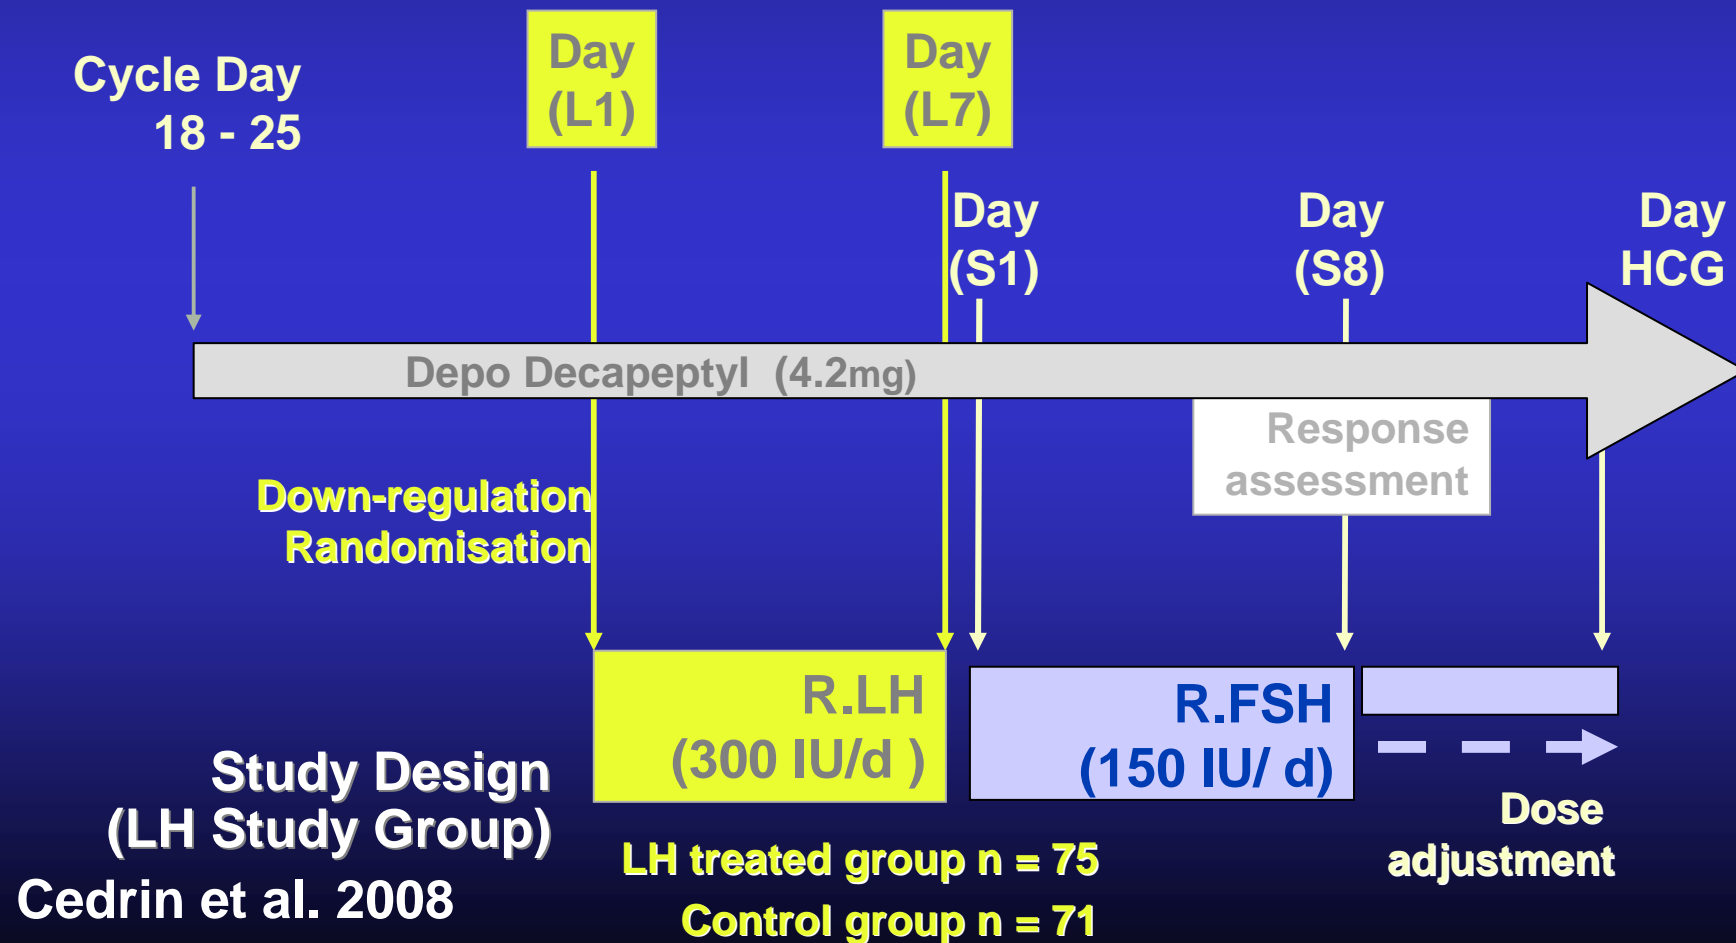 Cycle Day
18 - 25
Day
(L1)
Day
(L7)
Day
(S1)
Day
(S8)
Day
HCG
Depo Decapeptyl (4.2mg)
Response
assessment
Down-regulation
Randomisation
R.LH
(300 IU/d )
R.FSH
(150 IU/ d)
Dose
adjustment
Study Design
(LH Study Group)
Cedrin et al. 2008
LH treated group n = 75
Control group n = 71